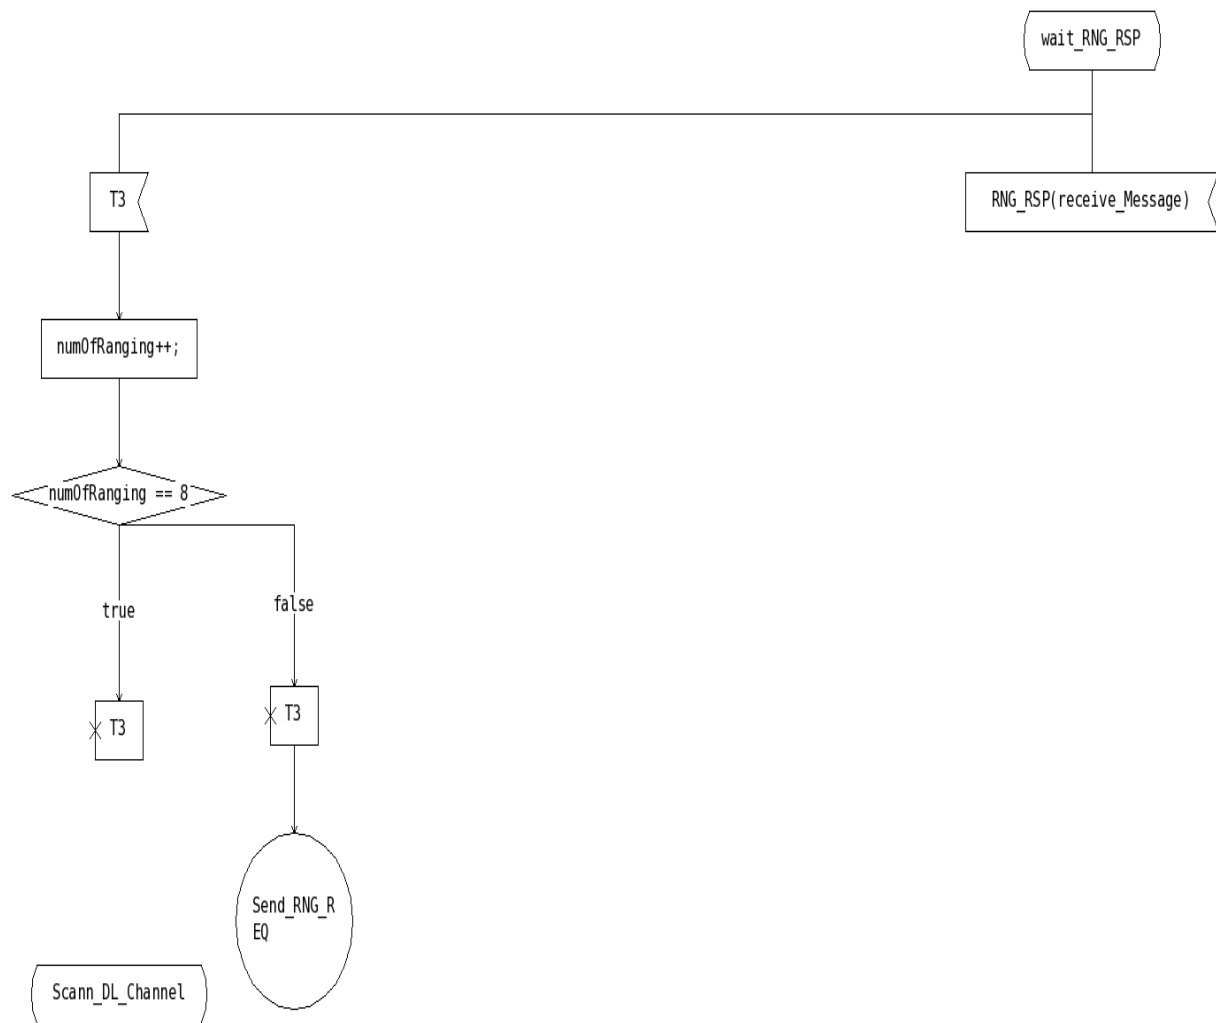 wait_RNG_RSP
T3
RNG_RSP(receive_Message)
numOfRanging++;
numOfRanging == 8
true
false
T3
T3
Send_RNG_R
EQ
Scann_DL_Channel